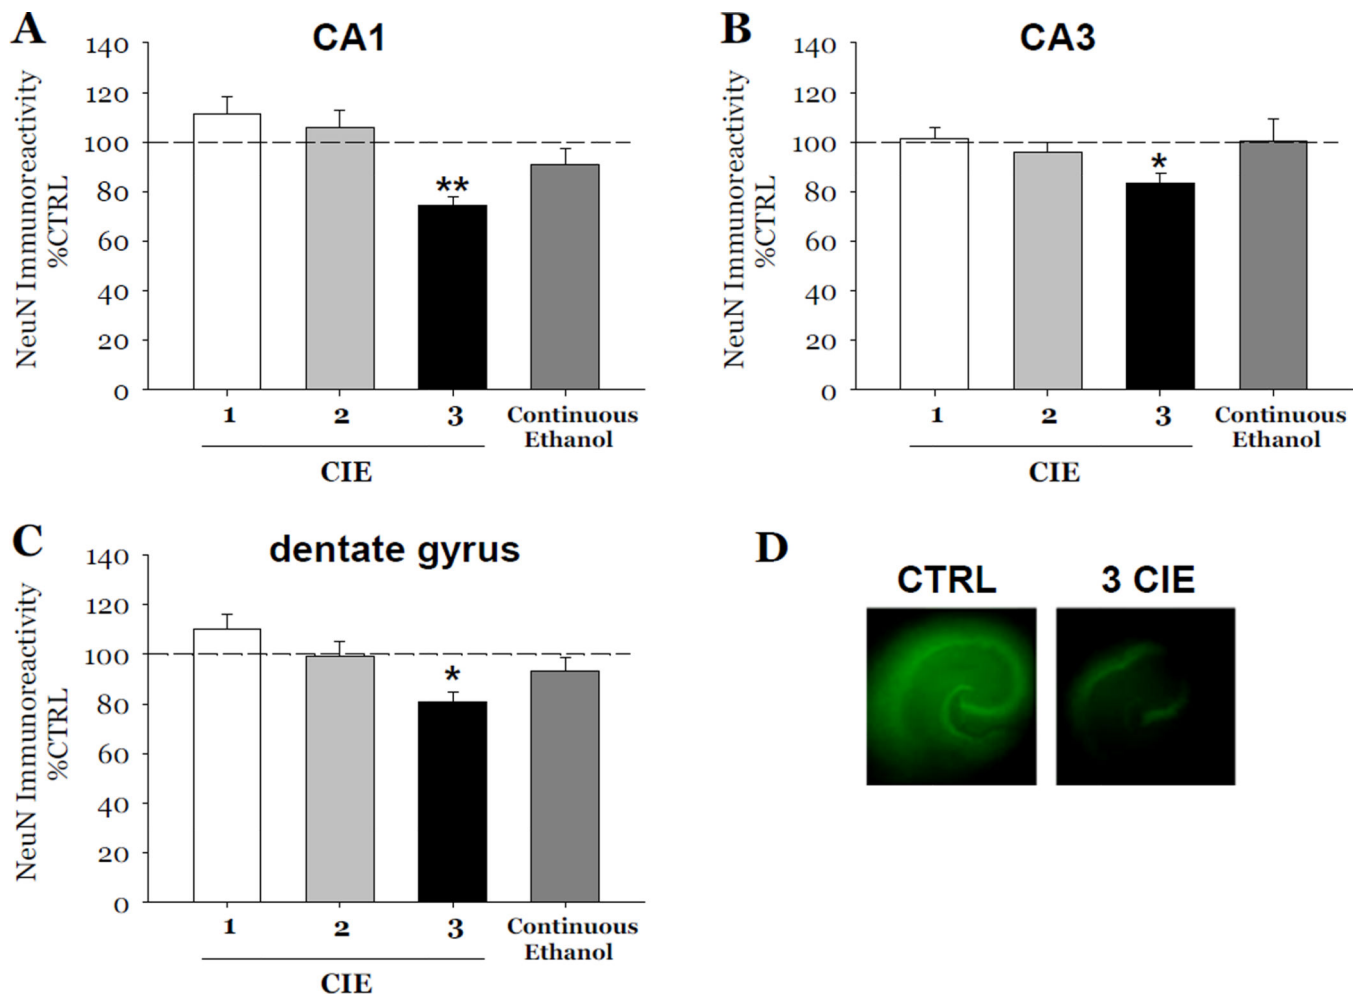 A
CA1
NeuN Immunoreactivity
%CTRL
140
120
100
80
60
40
20
0
**
1 2 3 Continuous
Ethanol
CIE
B
CA3
NeuN Immunoreactivity
%CTRL
140
120
100
80
60
40
20
0
*
1 2 3 Continuous
Ethanol
CIE
C
dentate gyrus
NeuN Immunoreactivity
%CTRL
140
120
100
80
60
40
20
0
*
1 2 3 Continuous
Ethanol
CIE
D
CTRL 3 CIE